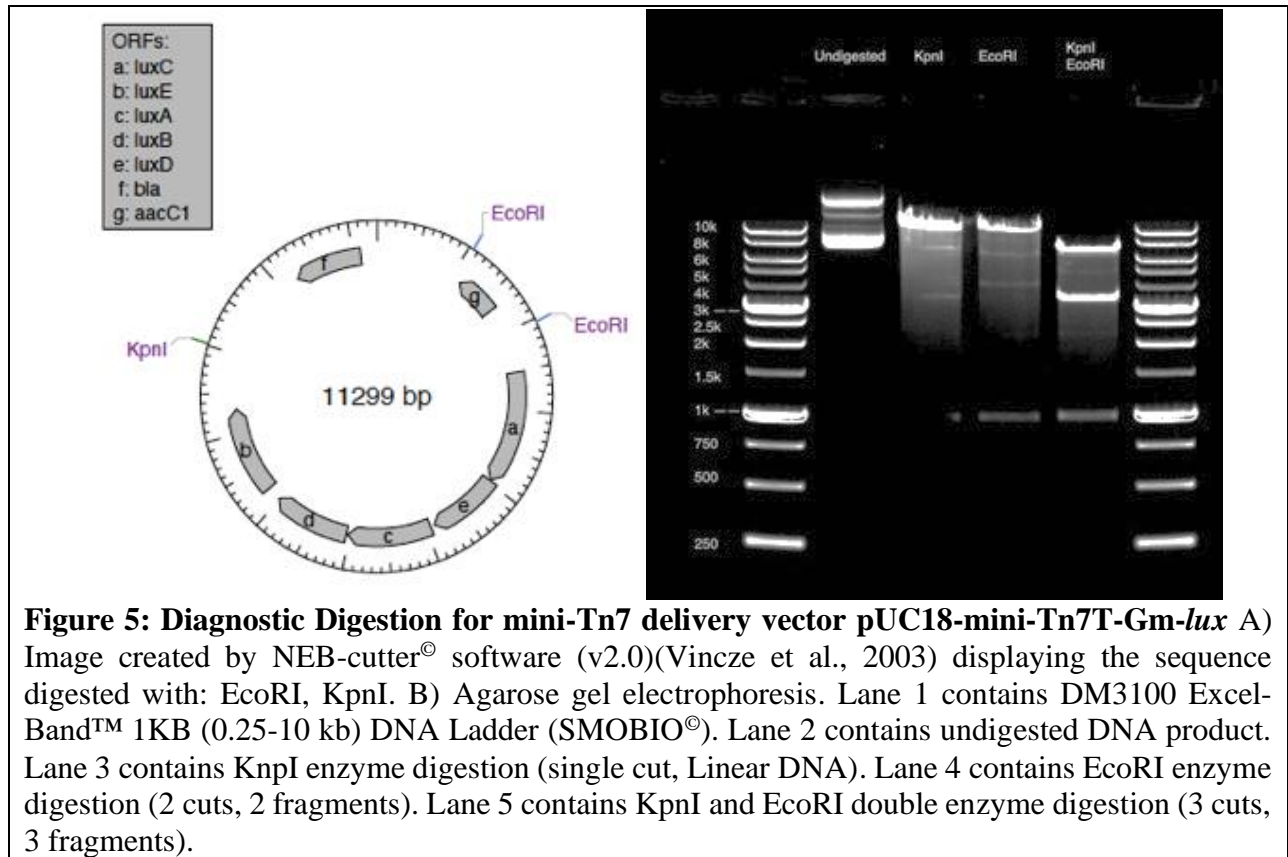 ORFs:
a: luxC
b: luxE
c: luxA
d: luxB
e: luxD
f: bla
g: aacC1
EcoRI
EcoRI
KpnI
11299 bp
f
g
a
b
e
d
c
Undigested KpnI EcoRI KpnI
EcoRI
10k
8k
6k
5k
4k
3k
2.5k
2k
1.5k
1k
750
500
250
Figure 5: Diagnostic Digestion for mini-Tn7 delivery vector pUC18-mini-Tn7T-Gm-lux A)
Image created by NEB-cutter© software (v2.0)(Vincze et al., 2003) displaying the sequence
digested with: EcoRI, KpnI. B) Agarose gel electrophoresis. Lane 1 contains DM3100 Excel-
Band™ 1KB (0.25-10 kb) DNA Ladder (SMOBIO©). Lane 2 contains undigested DNA product.
Lane 3 contains KnpI enzyme digestion (single cut, Linear DNA). Lane 4 contains EcoRI enzyme
digestion (2 cuts, 2 fragments). Lane 5 contains KpnI and EcoRI double enzyme digestion (3 cuts,
3 fragments).